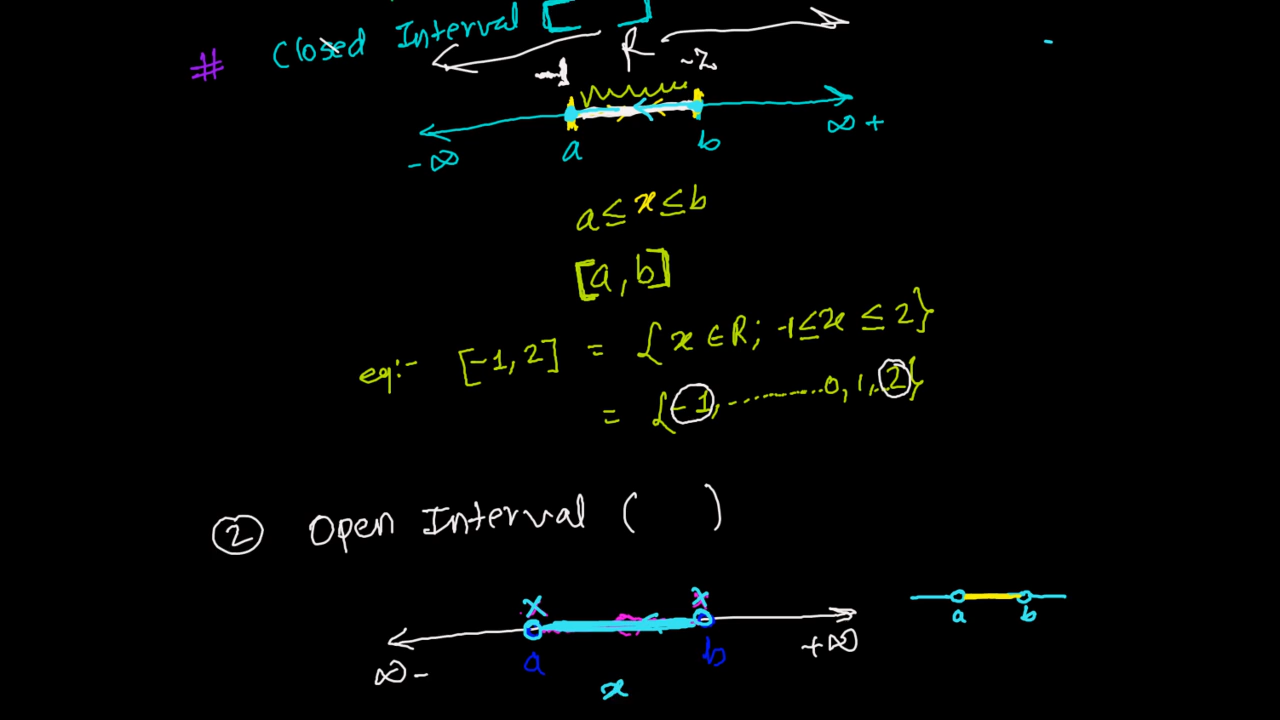 # Closed Interval [ ]
R
-1 -2
-∞ a b ∞ +
a ≤ x ≤ b
[a, b]
eg:- [-1, 2] = { x ∈ R; -1 ≤ x ≤ 2}
= {-1, ........... 0, 1, 2}
② Open Interval ( )
x x
∞ - a b +∞
a b
x